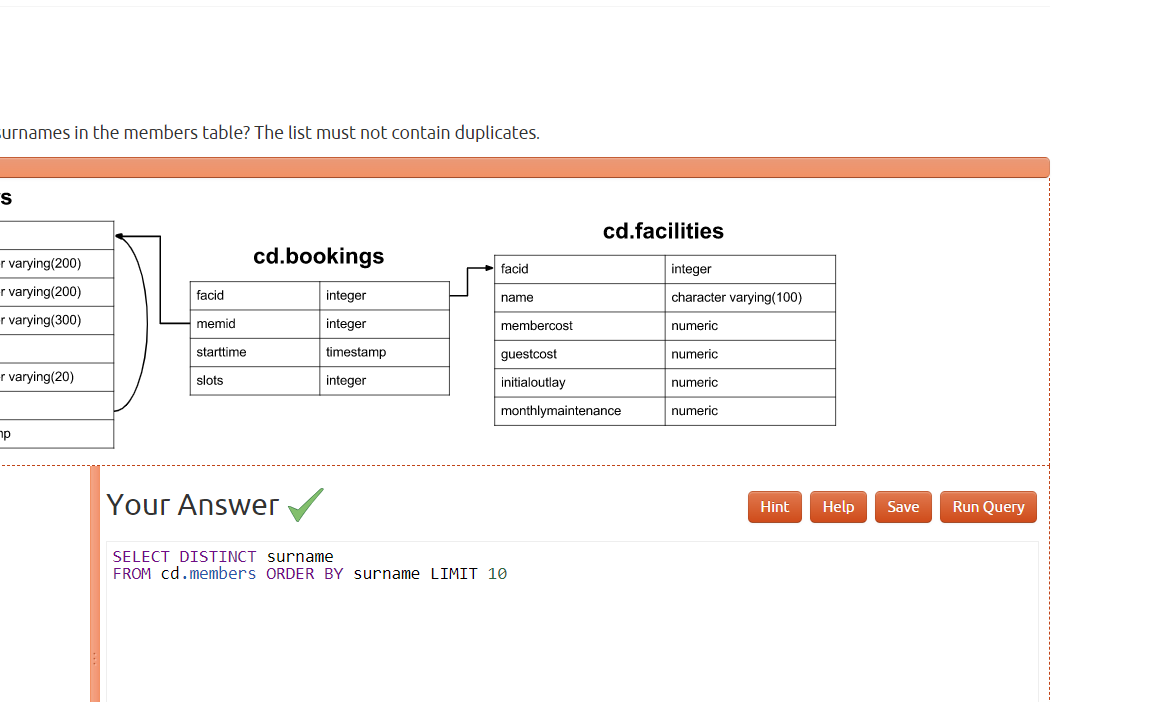 surnames in the members table? The list must not contain duplicates.
s
r varying(200)
r varying(200)
r varying(300)
r varying(20)
cd.bookings
facid integer
memid integer
starttime timestamp
slots integer
cd.facilities
facid integer
name character varying(100)
membercost numeric
guestcost numeric
initialoutlay numeric
monthlymaintenance numeric
Your Answer
Hint Help Save Run Query
SELECT DISTINCT surname
FROM cd.members ORDER BY surname LIMIT 10